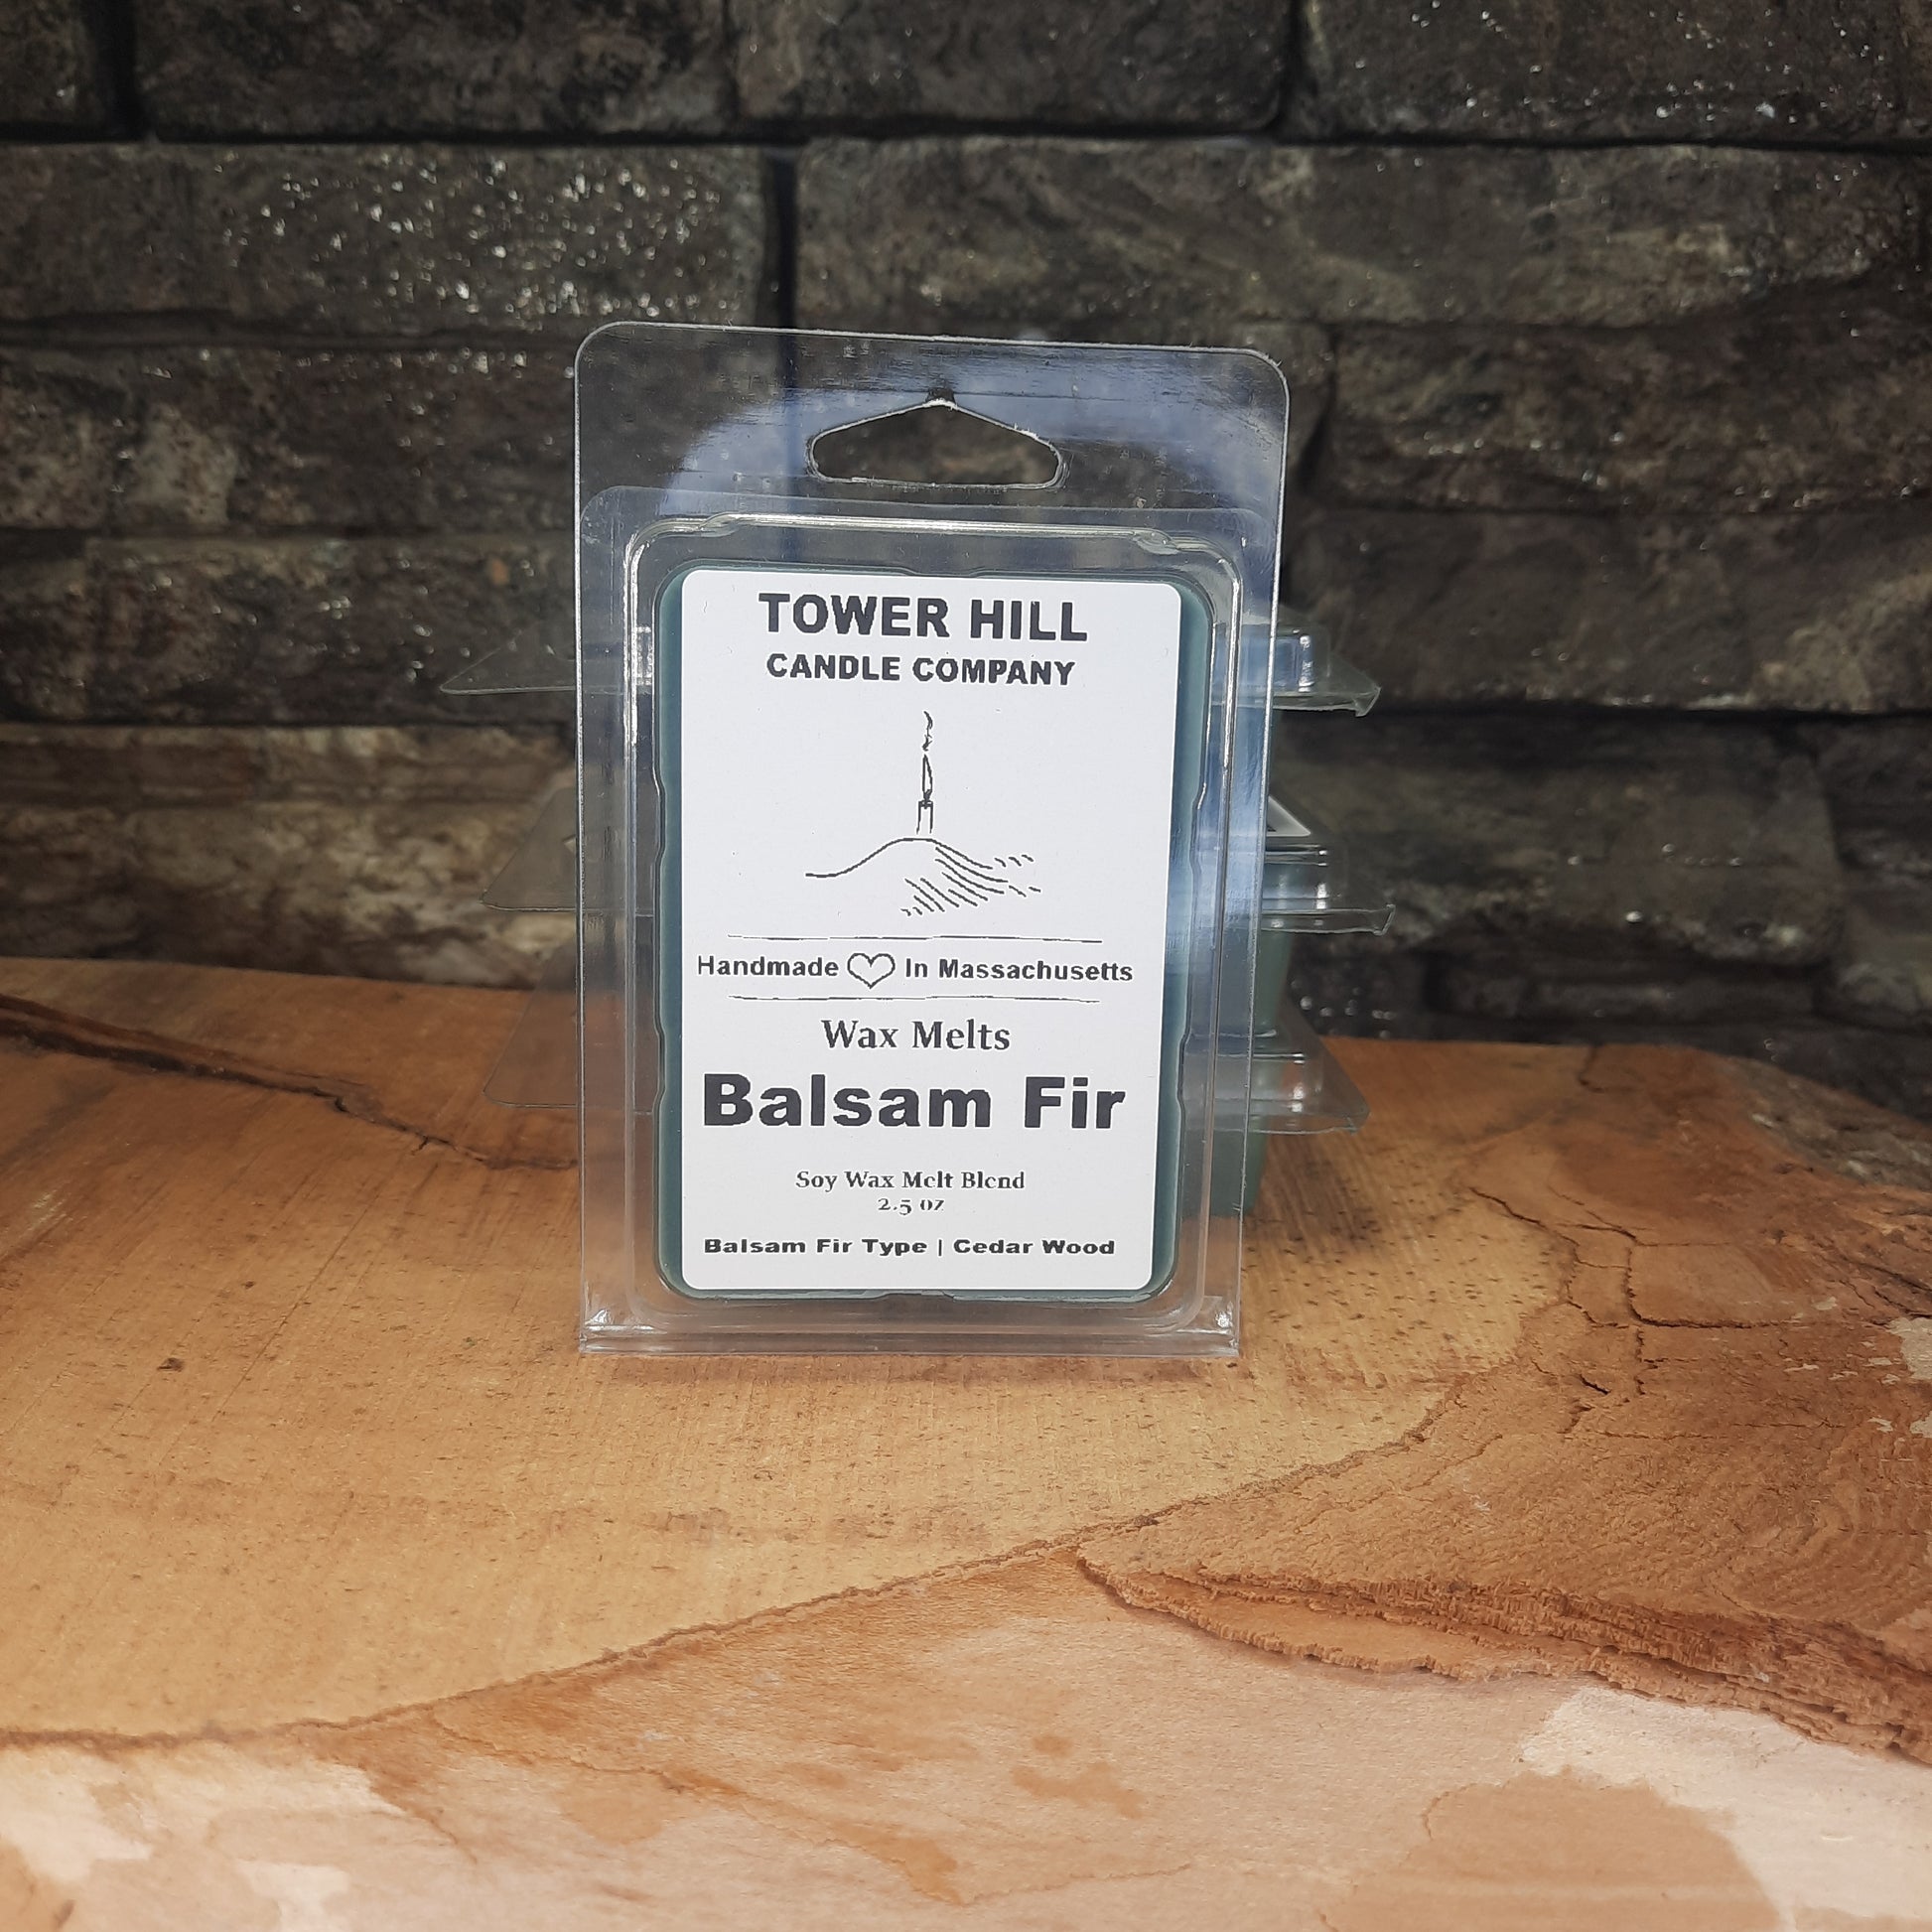 TOWER HILL
CANDLE COMPANY
Handmade In Massachusetts
Wax Melts
Balsam Fir
Soy Wax Melt Blend
2.5 oz
Balsam Fir Type | Cedar Wood